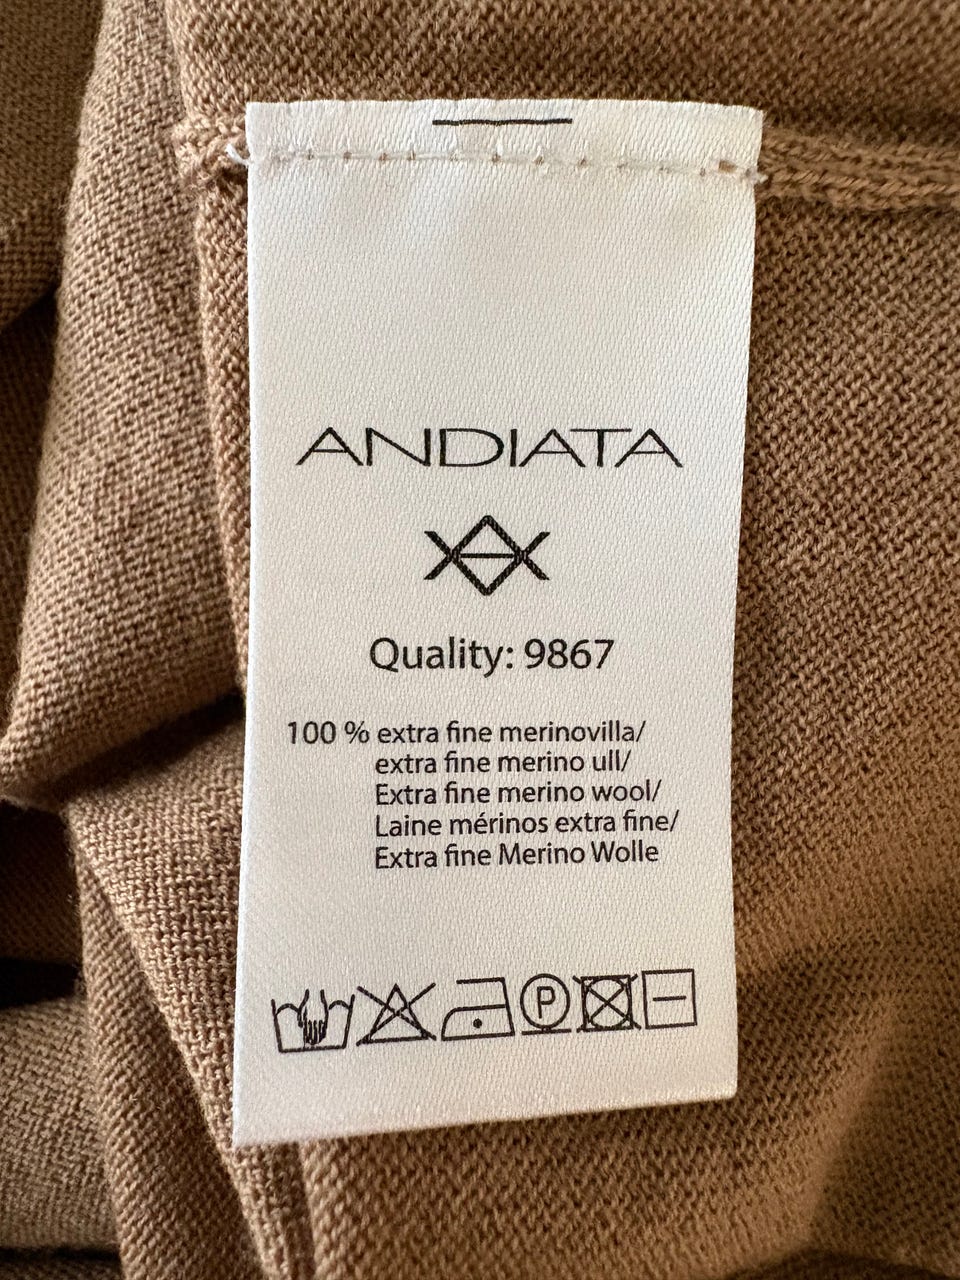 ANDIATA
Quality: 9867
100 % extra fine merinovilla/
extra fine merino ull/
Extra fine merino wool/
Laine mérinos extra fine/
Extra fine Merino Wolle
P